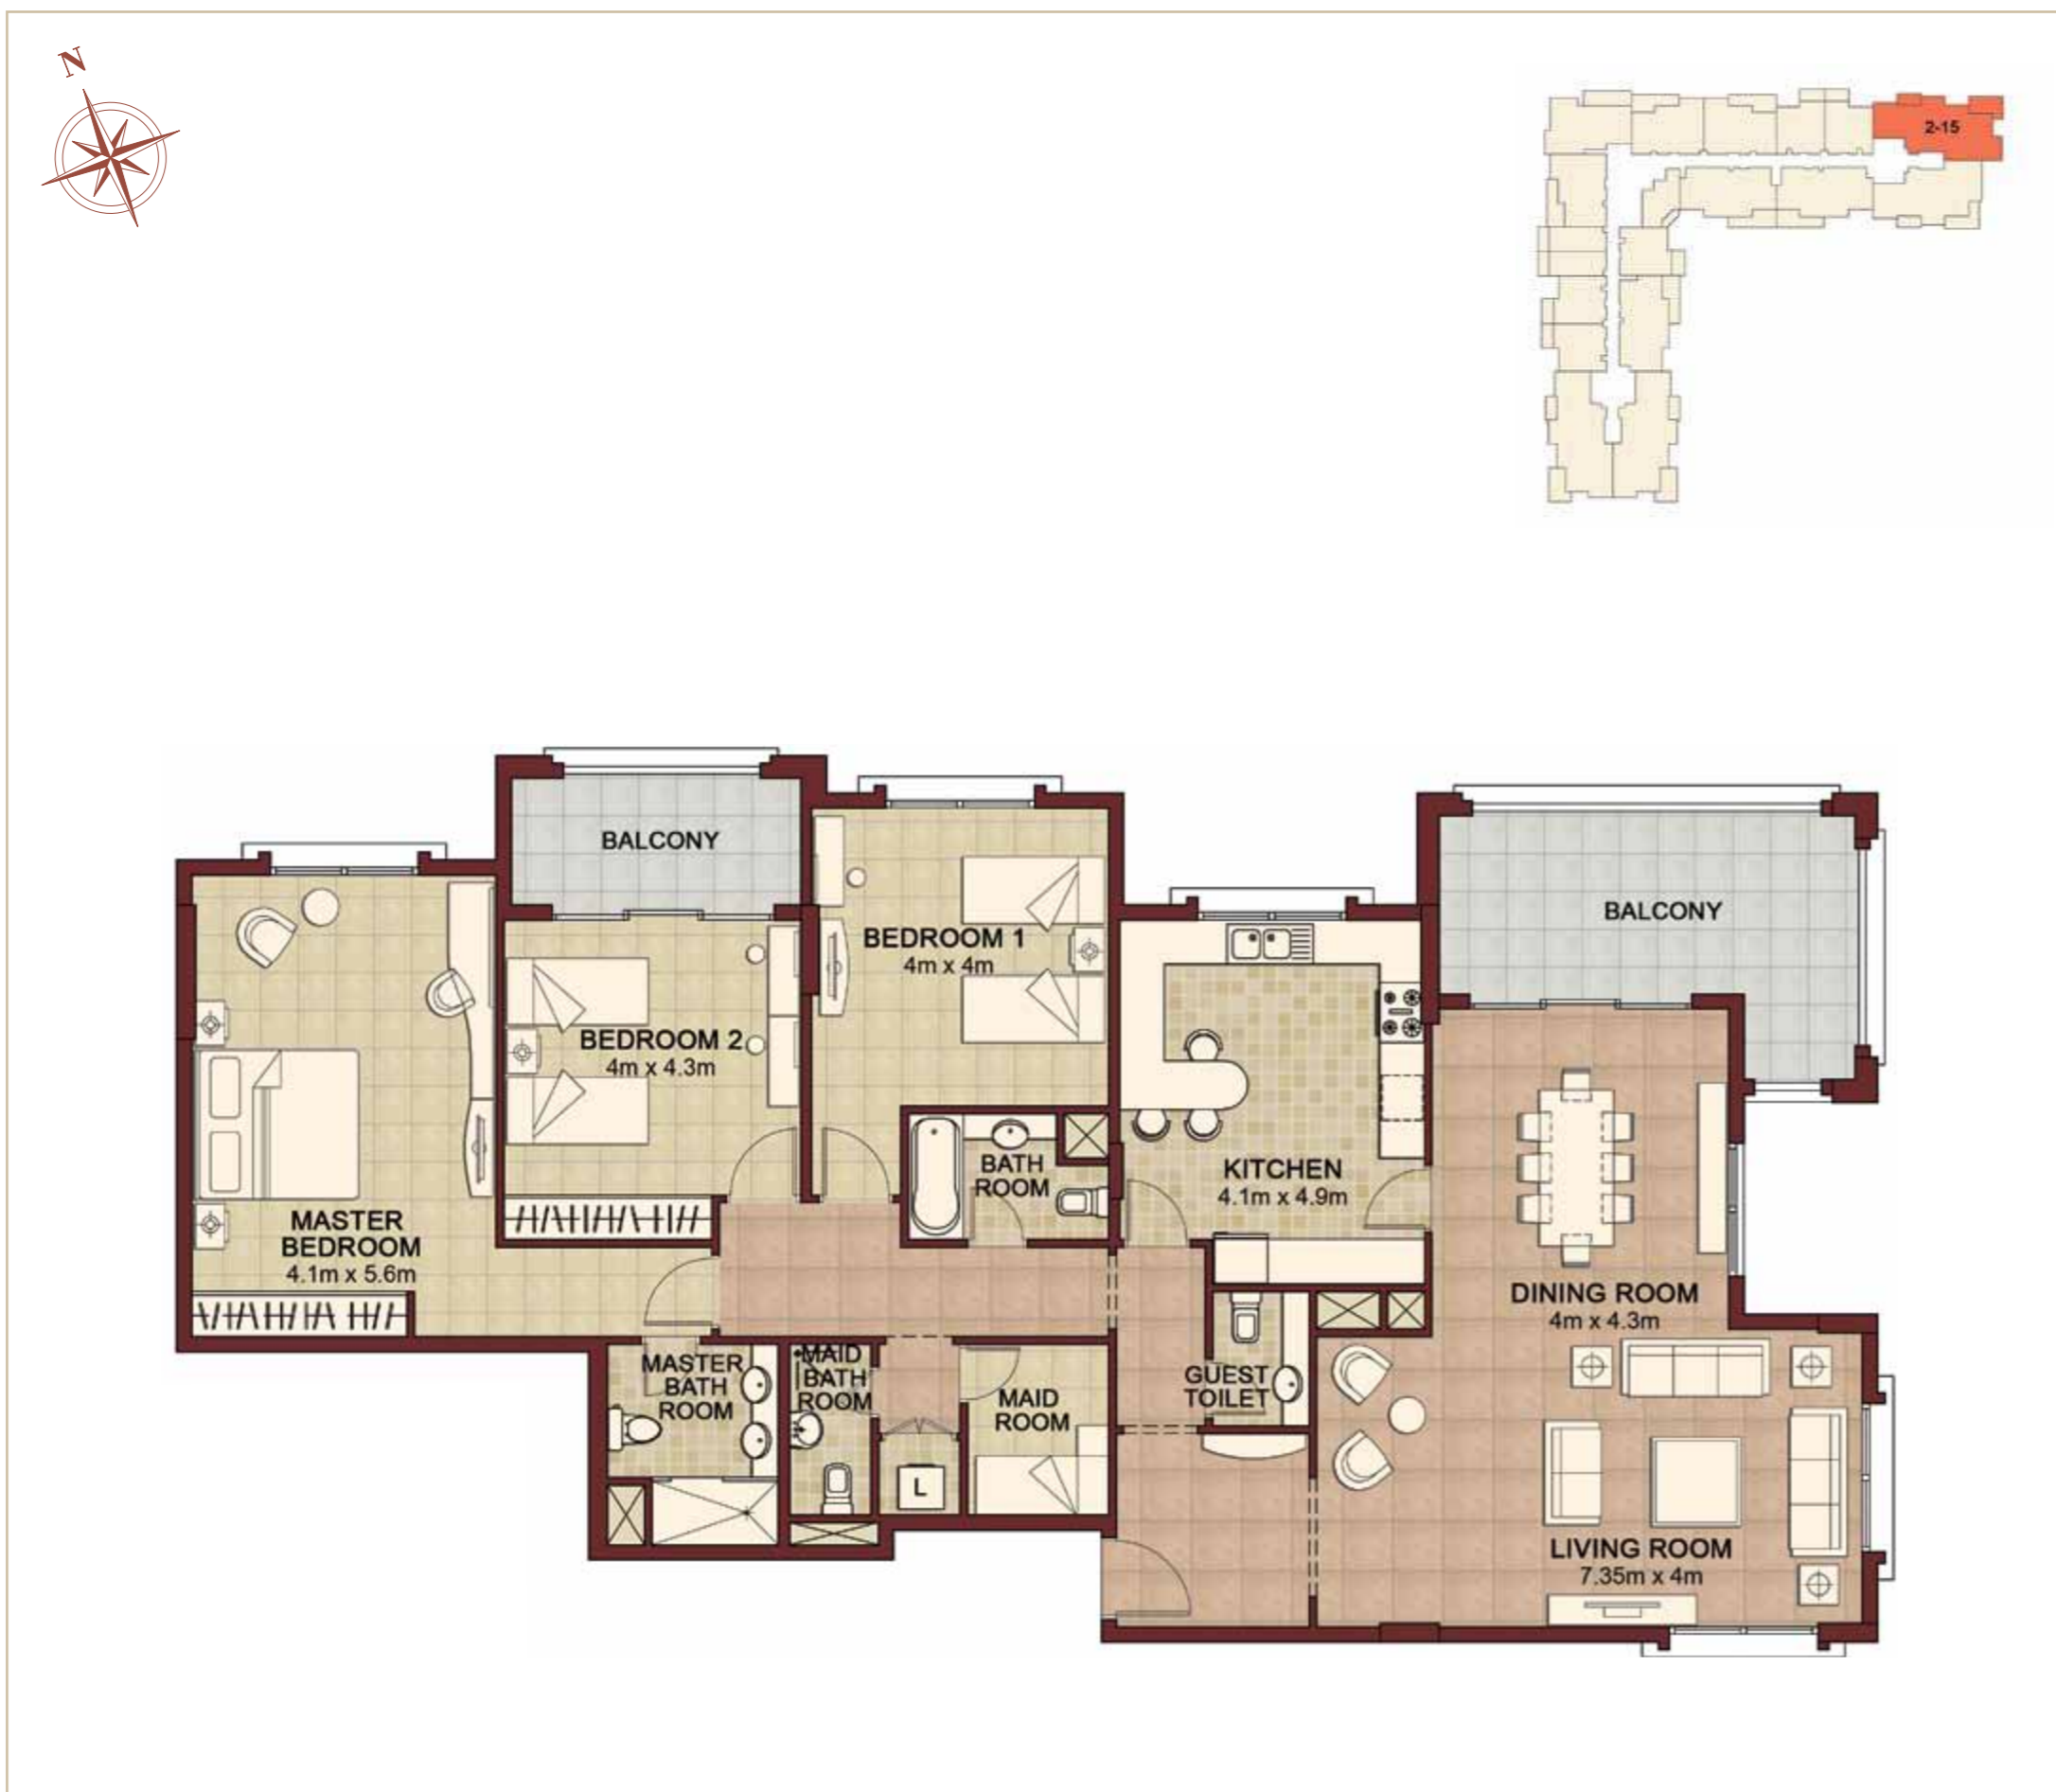 N
2-15
BALCONY
BALCONY
BEDROOM 1
4m x 4m
BEDROOM 2
4m x 4.3m
KITCHEN
4.1m x 4.9m
BATH
ROOM
MASTER
BEDROOM
4.1m x 5.6m
DINING ROOM
4m x 4.3m
MASTER
BATH
ROOM
MAID
BATH
ROOM
MAID
ROOM
GUEST
TOILET
L
LIVING ROOM
7.35m x 4m